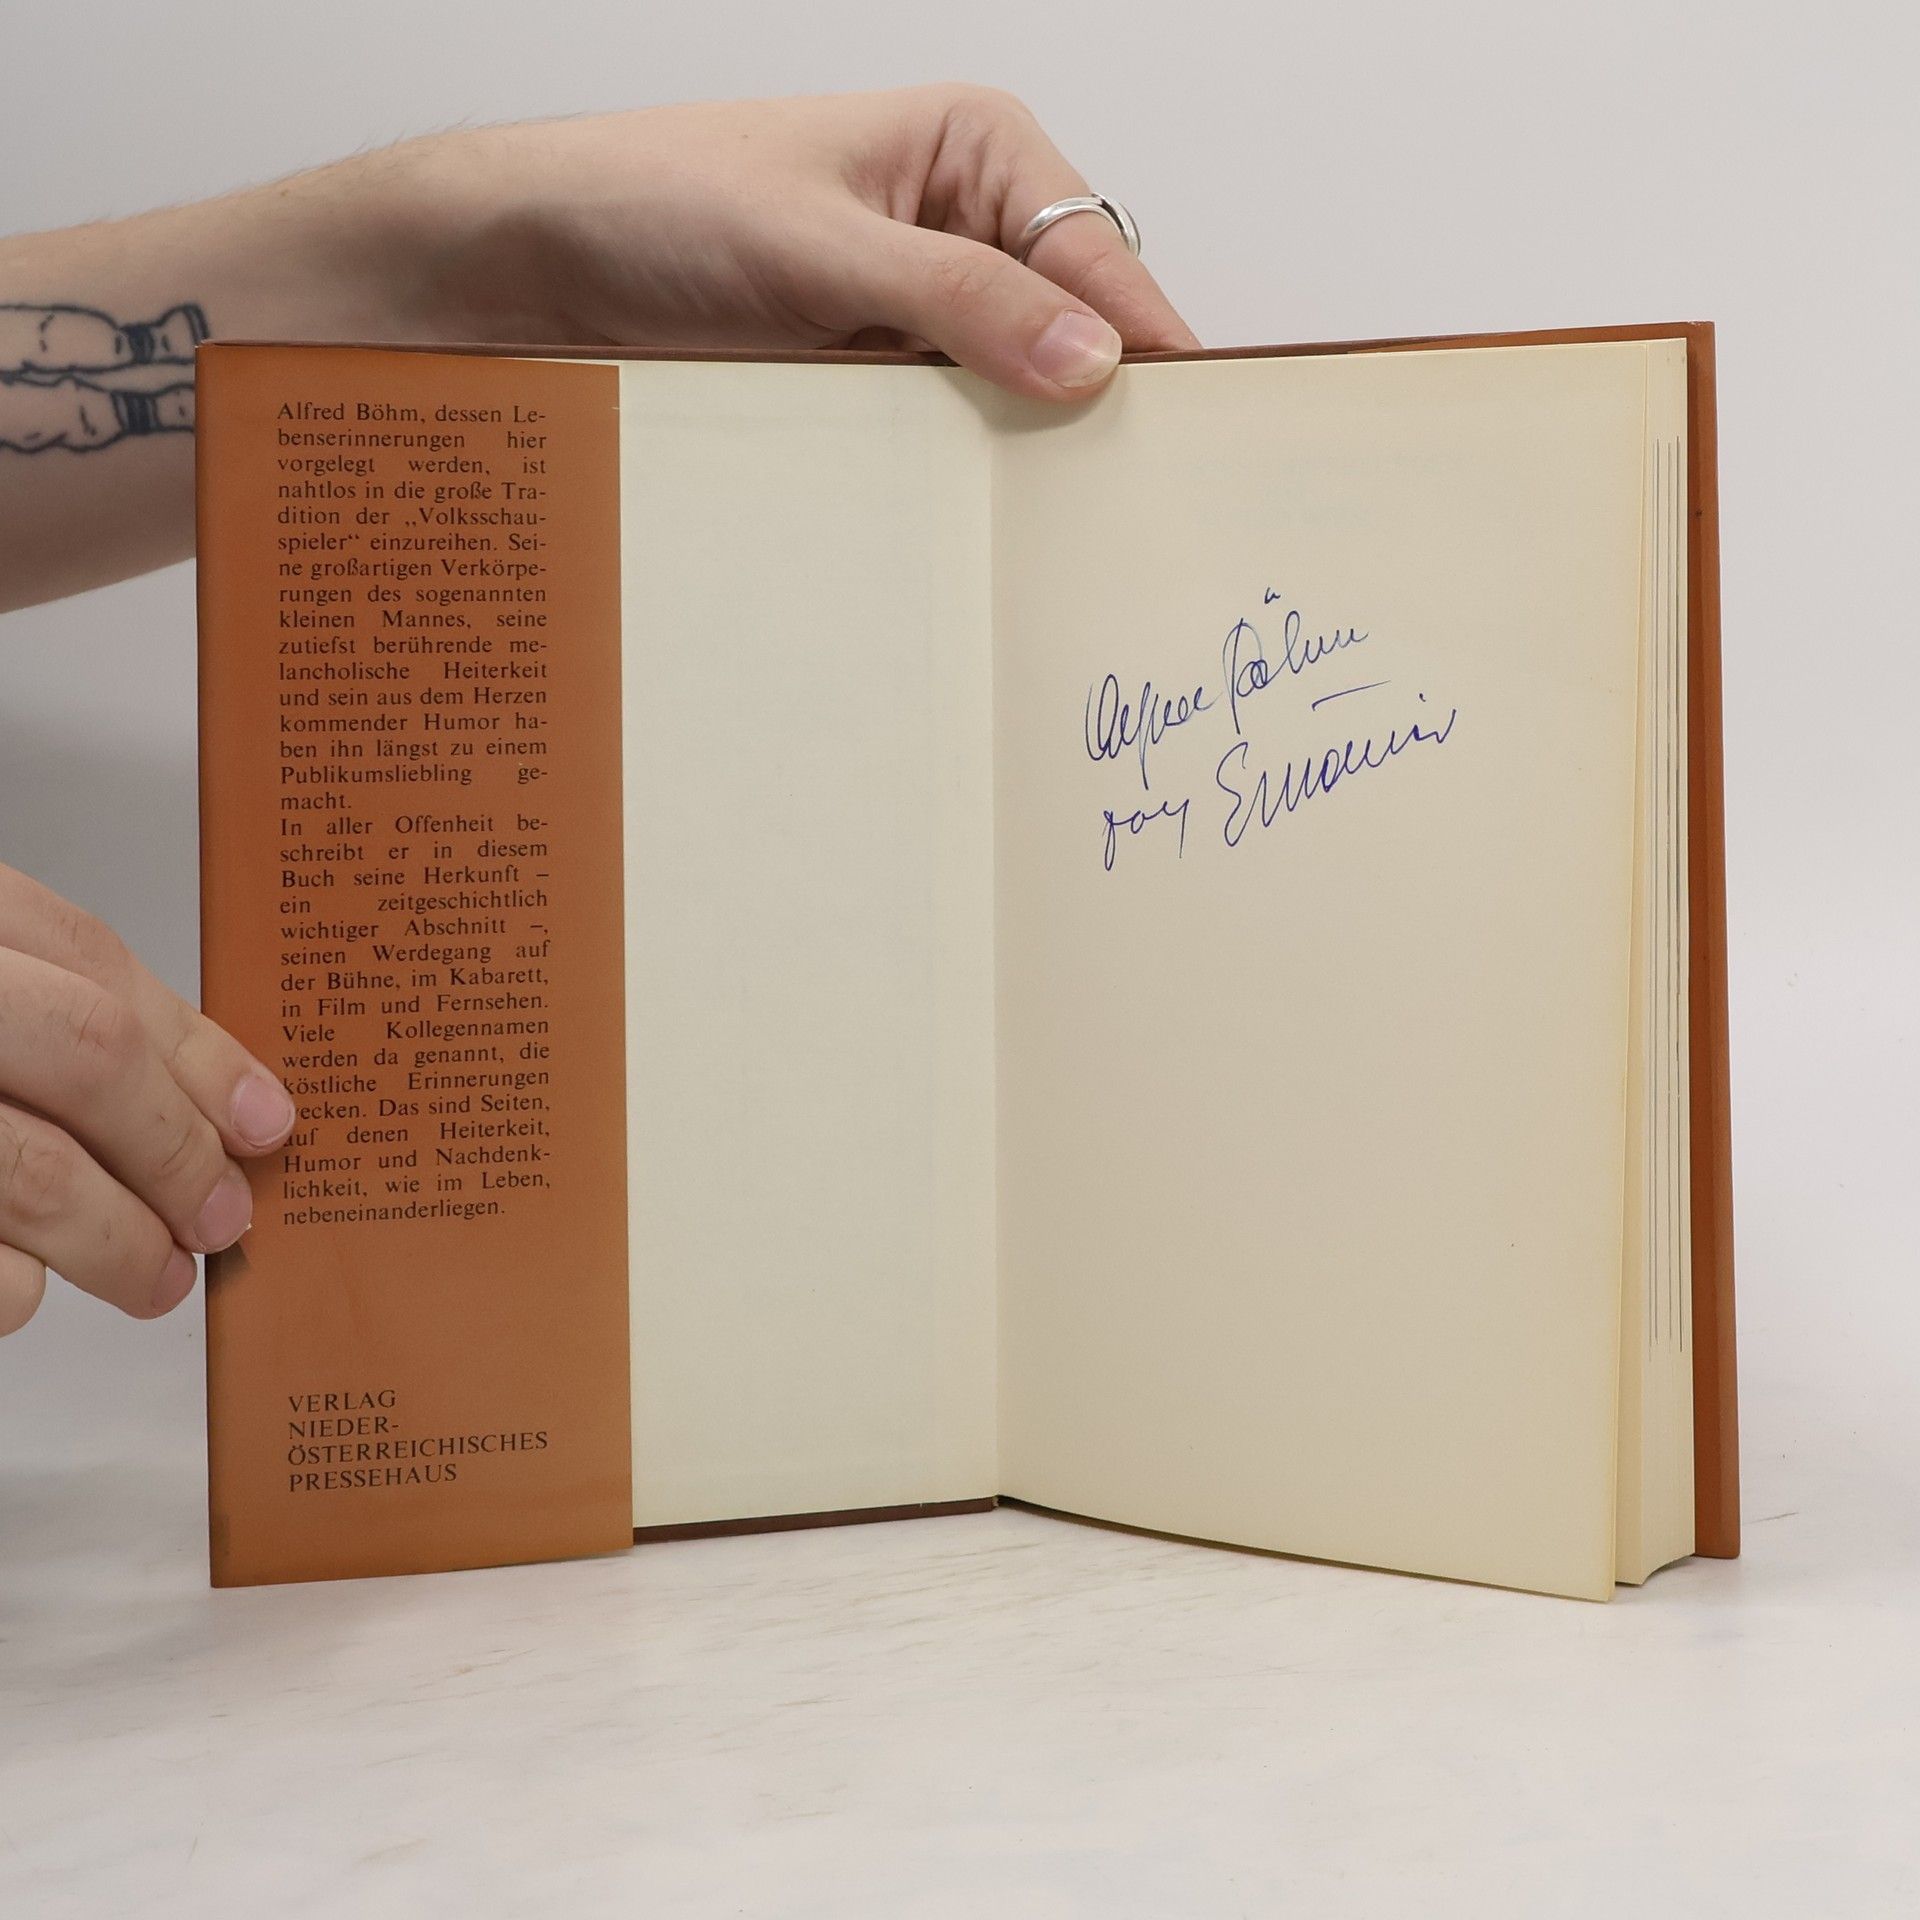 Alfred Böhm, dessen Le-
benserinnerungen hier
vorgelegt werden, ist
nahtlos in die große Tra-
dition der „Volksschau-
spieler“ einzureihen. Sei-
ne großartigen Verkörpe-
rungen des sogenannten
kleinen Mannes, seine
zutiefst berührende me-
lancholische Heiterkeit
und sein aus dem Herzen
kommender Humor ha-
ben ihn längst zu einem
Publikumsliebling ge-
macht.
In aller Offenheit be-
schreibt er in diesem
Buch seine Herkunft –
ein zeitgeschichtlich
wichtiger Abschnitt –,
seinen Werdegang auf
der Bühne, im Kabarett,
in Film und Fernsehen.
Viele Kollegennamen
werden da genannt, die
köstliche Erinnerungen
wecken. Das sind Seiten,
auf denen Heiterkeit,
Humor und Nachdenk-
lichkeit, wie im Leben,
nebeneinanderliegen.
VERLAG
NIEDER-
ÖSTERREICHISCHES
PRESSEHAUS
Alfred Böhm